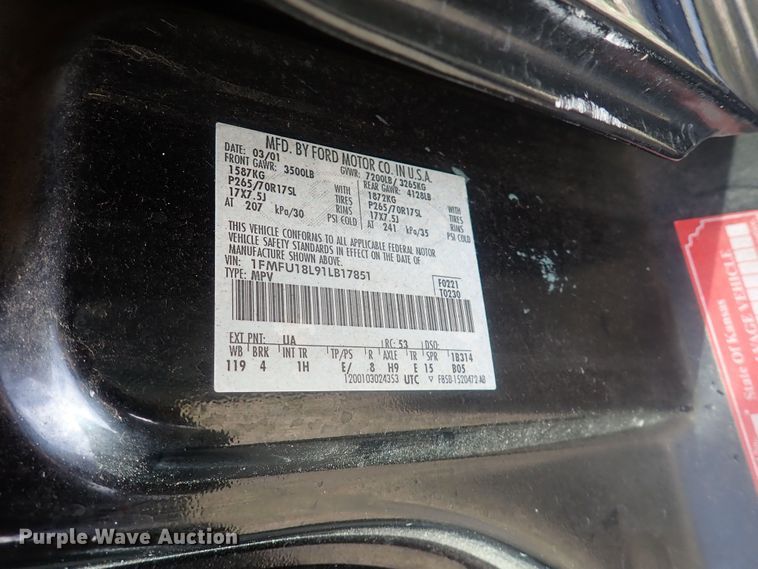 MFD. BY FORD MOTOR CO. IN U.S.A.
DATE: 03/01 GVWR: 7200LB/ 3265KG
FRONT GAWR: 3500LB REAR GAWR: 4128LB
1587KG WITH 1872KG WITH
P265/70R17SL TIRES P265/70R17SL TIRES
17X7.5J RIMS 17X7.5J RIMS
AT 207 kPa/30 PSI COLD AT 241 kPa/35 PSI COLD
THIS VEHICLE CONFORMS TO ALL APPLICABLE FEDERAL MOTOR
VEHICLE SAFETY STANDARDS IN EFFECT ON THE DATE OF
MANUFACTURE SHOWN ABOVE.
VIN: 1FMFU18L91LB17851
TYPE: MPV
F0221
T0230
EXT PNT: UA RC: 53 DSO:
WB BRK INT TR TP/PS R AXLE TR SPR 1B314
119 4 1H E/ 8 H9 E 15 B05
1200103024353 UTC F85B-1520472-AB
State Of Kansas
VEHICLE
Purple Wave Auction